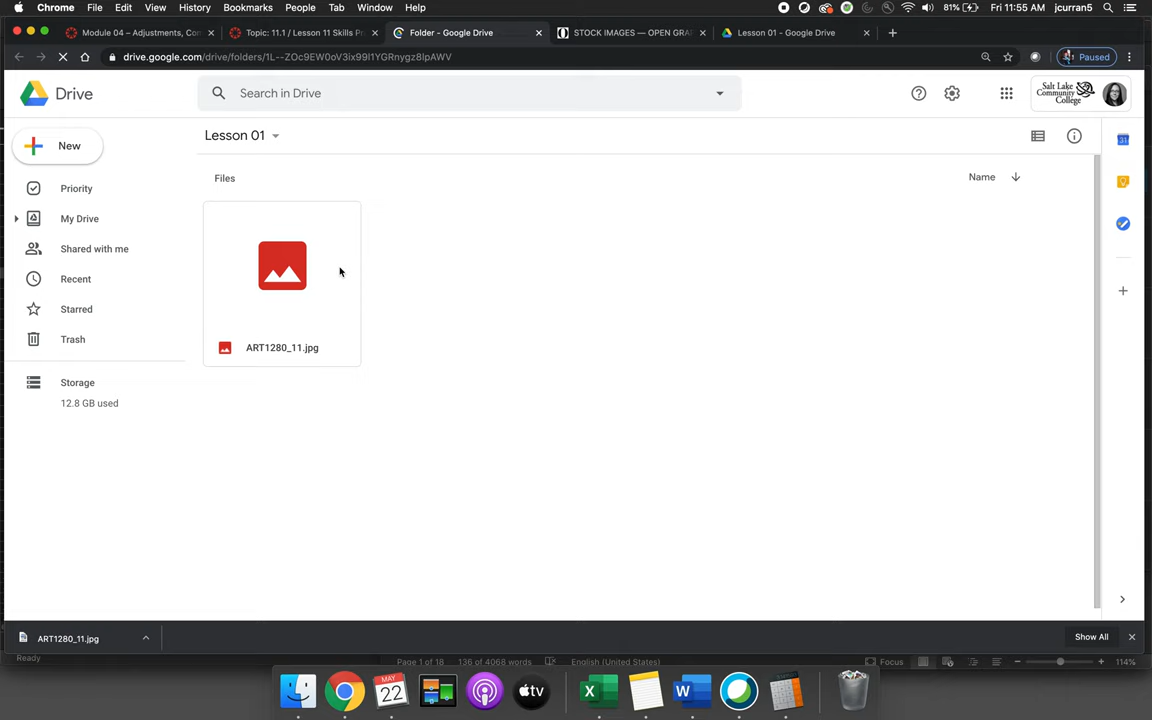 Chrome File Edit View History Bookmarks People Tab Window Help 81% Fri 11:55 AM jcurran5
Module 04 – Adjustments, Co
Topic: 11.1 / Lesson 11 Skills P
Folder - Google Drive
STOCK IMAGES — OPEN GRA
Lesson 01 - Google Drive
drive.google.com/drive/folders/1L--ZOc9EW0oV3ix99l1YGRnygz8lpAWV
Paused
Drive
Search in Drive
Salt Lake
Community
College
New
Lesson 01
Priority
Files
Name
31
My Drive
Shared with me
Recent
Starred
Trash
ART1280_11.jpg
Storage
12.8 GB used
ART1280_11.jpg
Show All
Ready
Page 1 of 18 136 of 4068 words English (United States) Focus 114%
MAY
22
tv
X
W